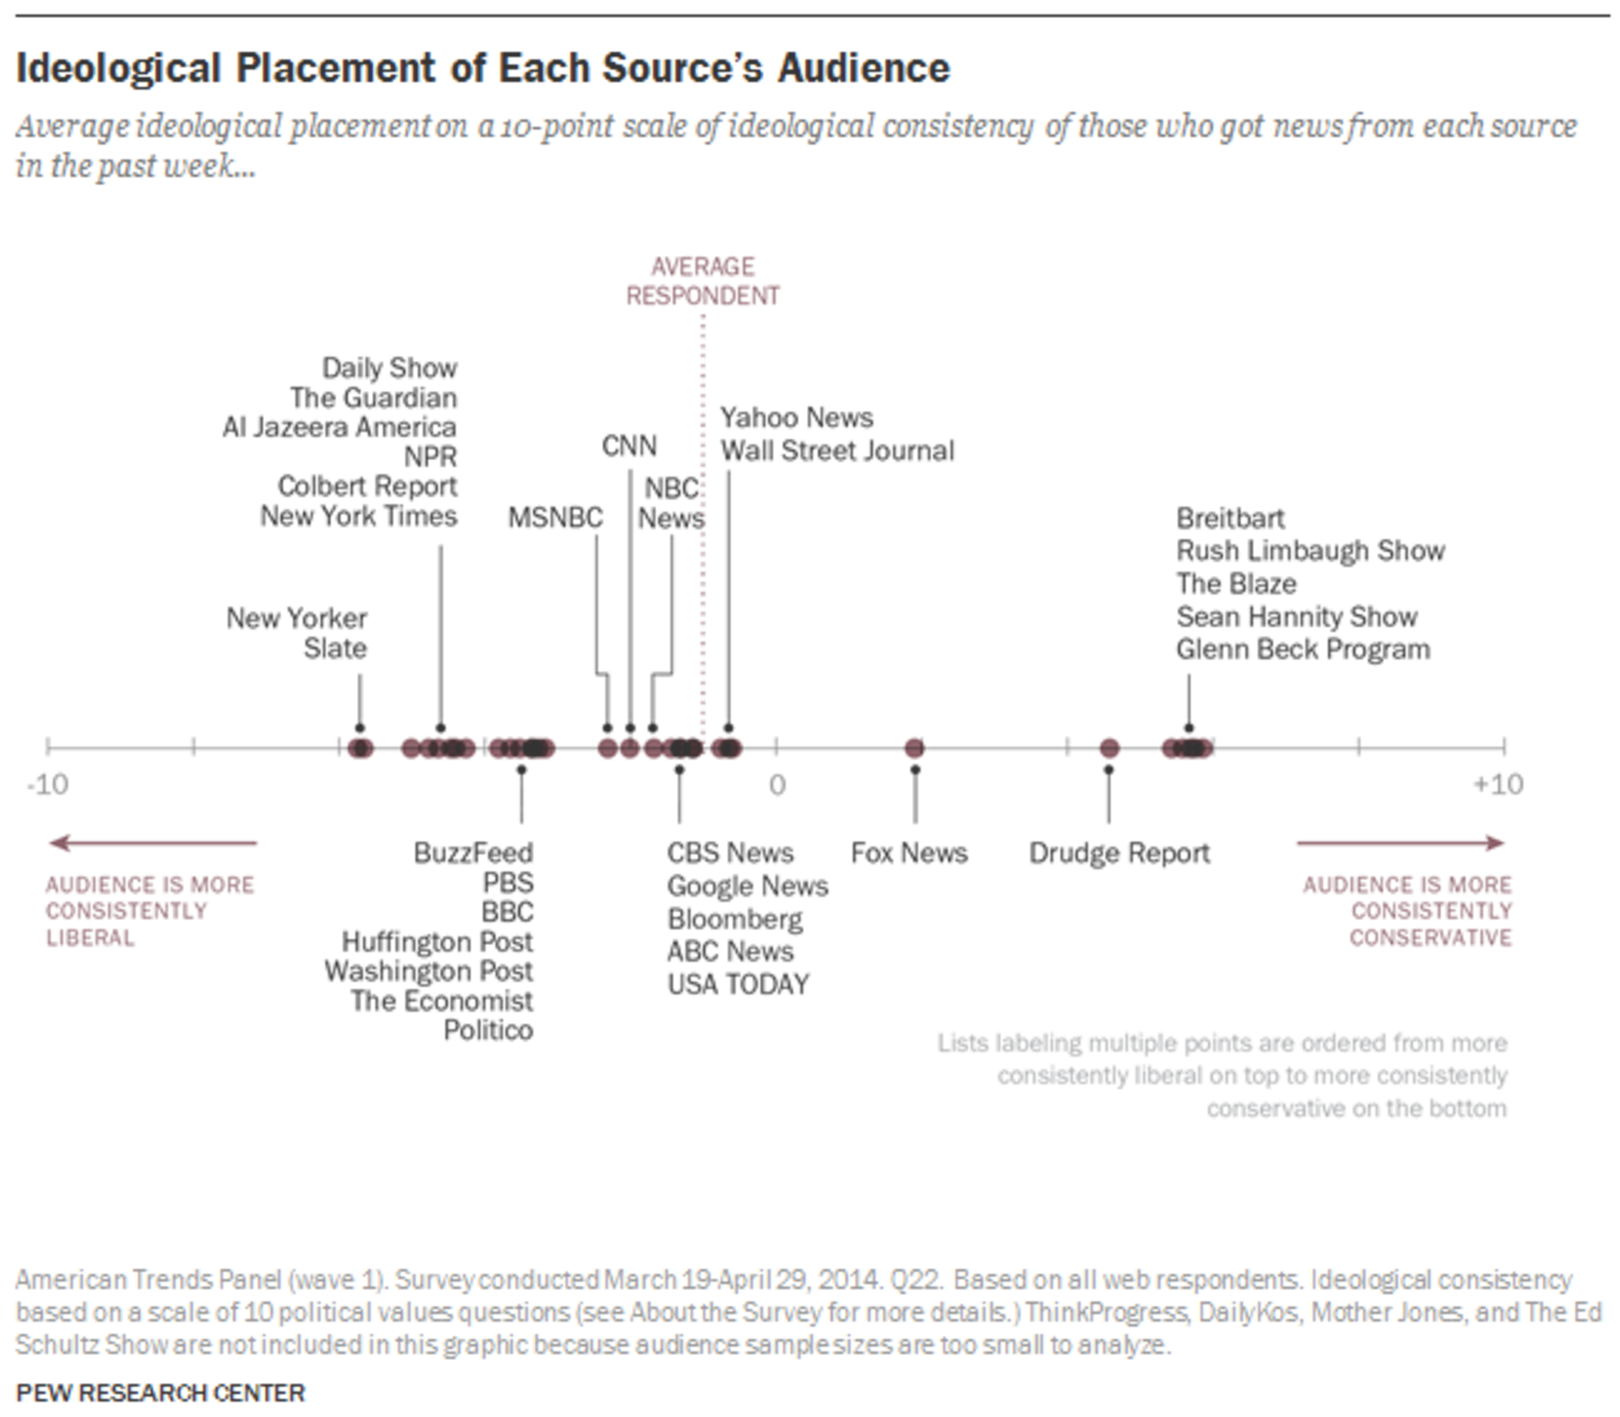 Ideological Placement of Each Source's Audience
Average ideological placement on a 10-point scale of ideological consistency of those who got news from each source
in the past week...
AVERAGE
RESPONDENT
Daily Show
The Guardian
Al Jazeera America
NPR
Colbert Report
New York Times
New Yorker
Slate
MSNBC
CNN
NBC
News
Yahoo News
Wall Street Journal
Breitbart
Rush Limbaugh Show
The Blaze
Sean Hannity Show
Glenn Beck Program
-10
0
+10
AUDIENCE IS MORE
CONSISTENTLY
LIBERAL
BuzzFeed
PBS
BBC
Huffington Post
Washington Post
The Economist
Politico
CBS News
Google News
Bloomberg
ABC News
USA TODAY
Fox News
Drudge Report
AUDIENCE IS MORE
CONSISTENTLY
CONSERVATIVE
Lists labeling multiple points are ordered from more
consistently liberal on top to more consistently
conservative on the bottom
American Trends Panel (wave 1). Survey conducted March 19-April 29, 2014. Q22. Based on all web respondents. Ideological consistency
based on a scale of 10 political values questions (see About the Survey for more details.) ThinkProgress, DailyKos, Mother Jones, and The Ed
Schultz Show are not included in this graphic because audience sample sizes are too small to analyze.
PEW RESEARCH CENTER